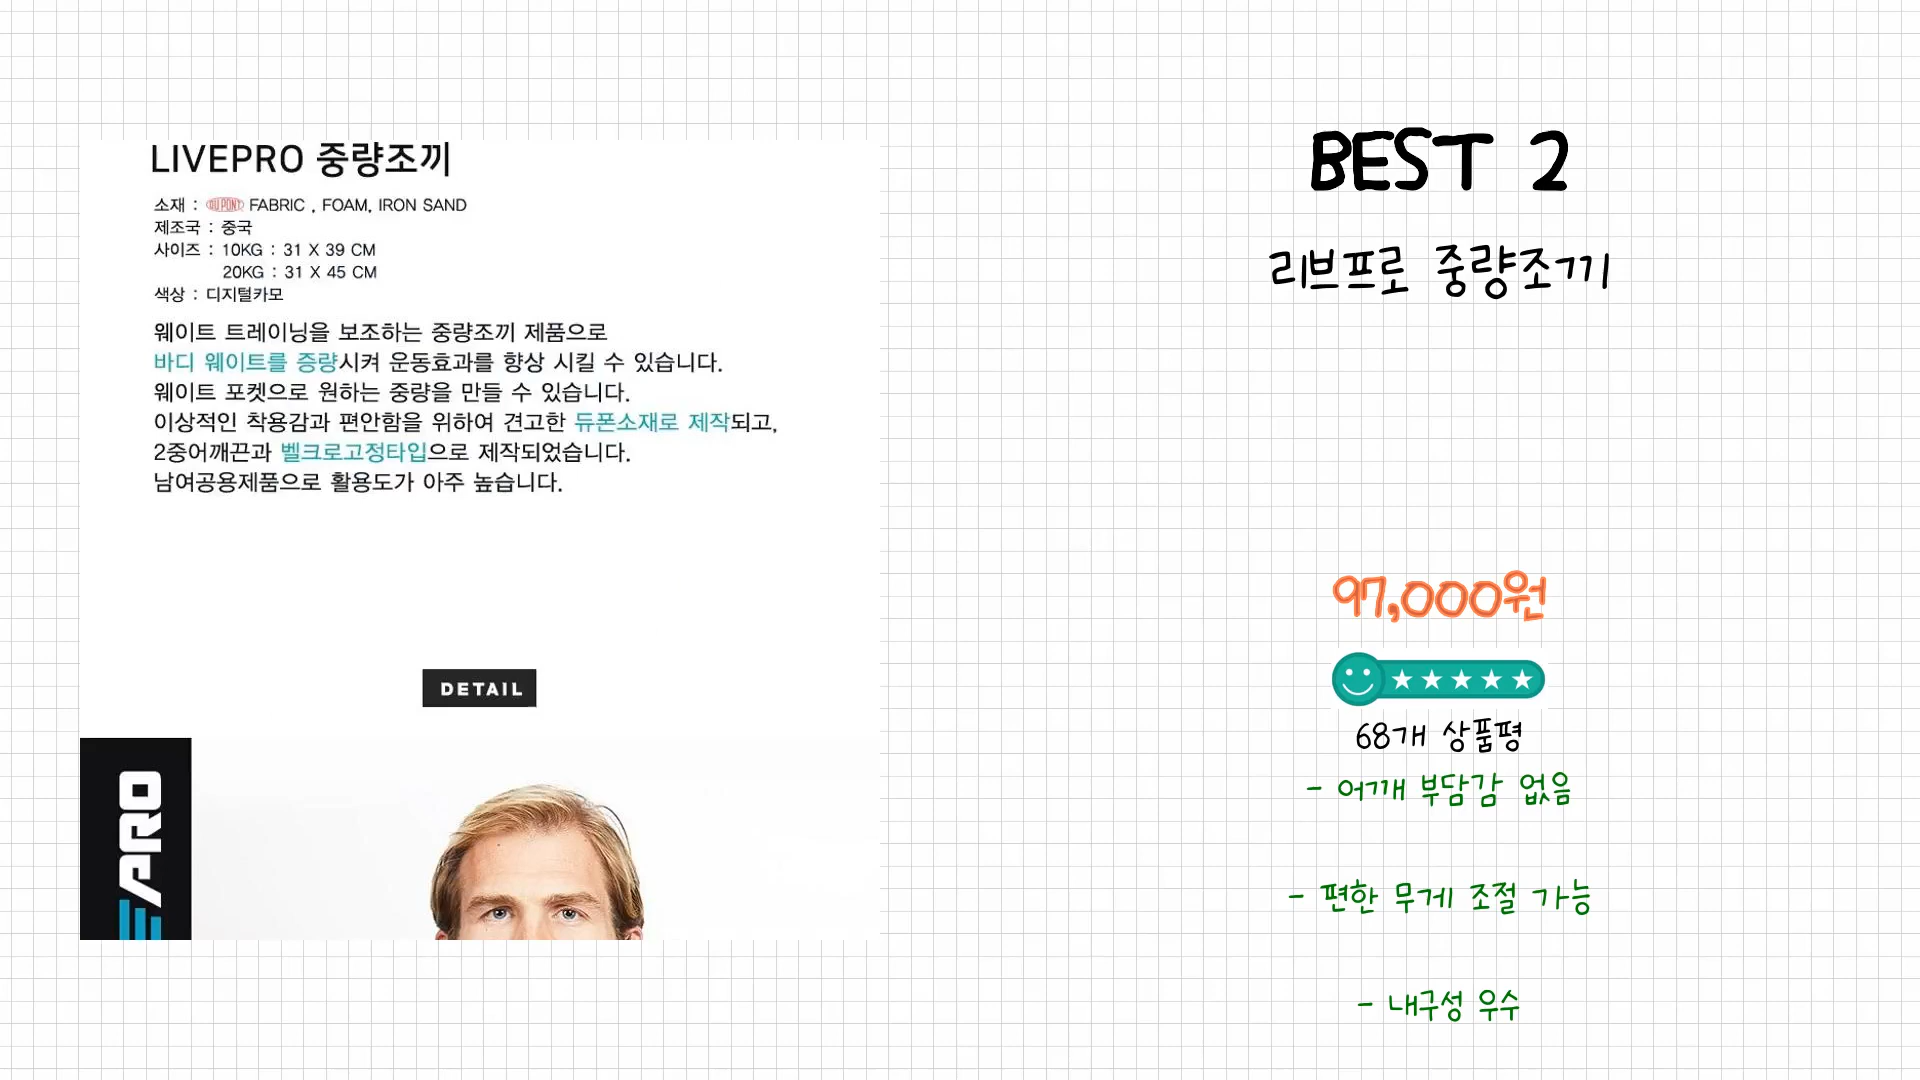 LIVEPRO 중량조끼
소재 : DUPONT FABRIC , FOAM, IRON SAND
제조국 : 중국
사이즈 : 10KG : 31 X 39 CM
20KG : 31 X 45 CM
색상 : 디지털카모
웨이트 트레이닝을 보조하는 중량조끼 제품으로
바디 웨이트를 증량시켜 운동효과를 향상 시킬 수 있습니다.
웨이트 포켓으로 원하는 중량을 만들 수 있습니다.
이상적인 착용감과 편안함을 위하여 견고한 듀폰소재로 제작되고,
2중어깨끈과 벨크로고정타입으로 제작되었습니다.
남여공용제품으로 활용도가 아주 높습니다.
DETAIL
PRO
BEST 2
리브프로 중량조끼
97,000원
68개 상품평
- 어깨 부담감 없음
- 편한 무게 조절 가능
- 내구성 우수